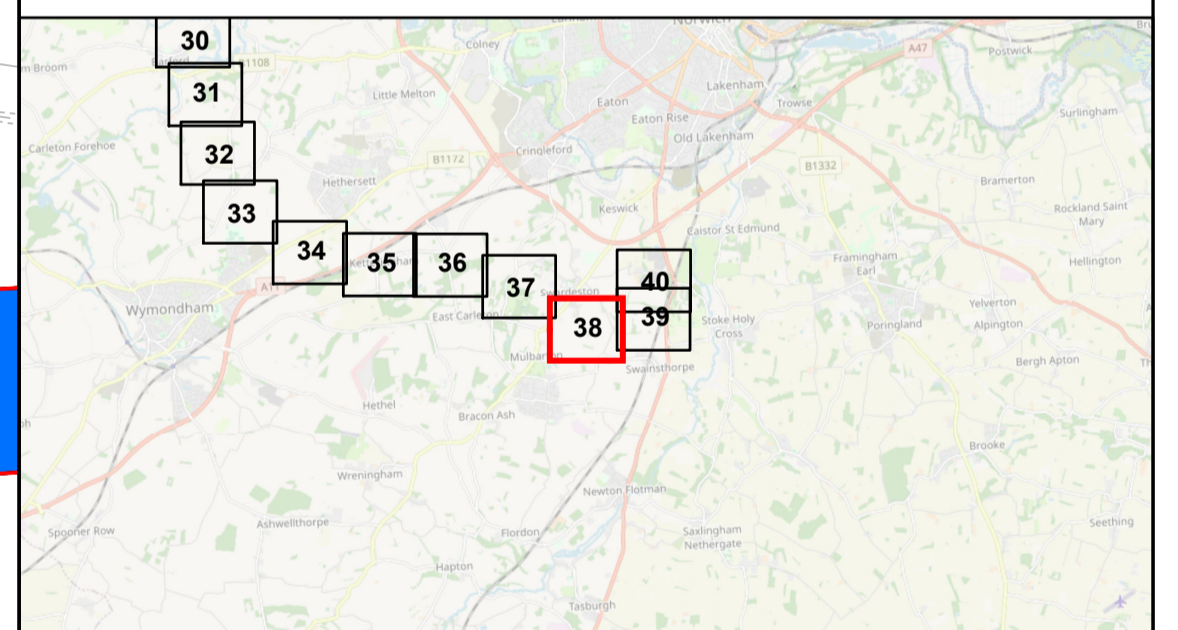 Norwich
30
Colney
A47
Postwick
m Broom
B1108
31
Little Melton
Lakenham
Eaton
Trowse
Surlingham
Eaton Rise
Old Lakenham
Carleton Forehoe
32
B1172
Cringleford
B1332
Hethersett
Bramerton
33
Keswick
Rockland Saint
Mary
Caistor St Edmund
34
35
36
Framingham
Earl
Hellington
37
40
A11
Swardeston
Yelverton
Wymondham
East Carleton
38
39
Stoke Holy
Cross
Poringland
Alpington
Mulbarton
Swainsthorpe
Bergh Apton
Hethel
Bracon Ash
Brooke
Wreningham
Newton Flotman
Spooner Row
Ashwellthorpe
Flordon
Saxlingham
Nethergate
Seething
Hapton
Tasburgh